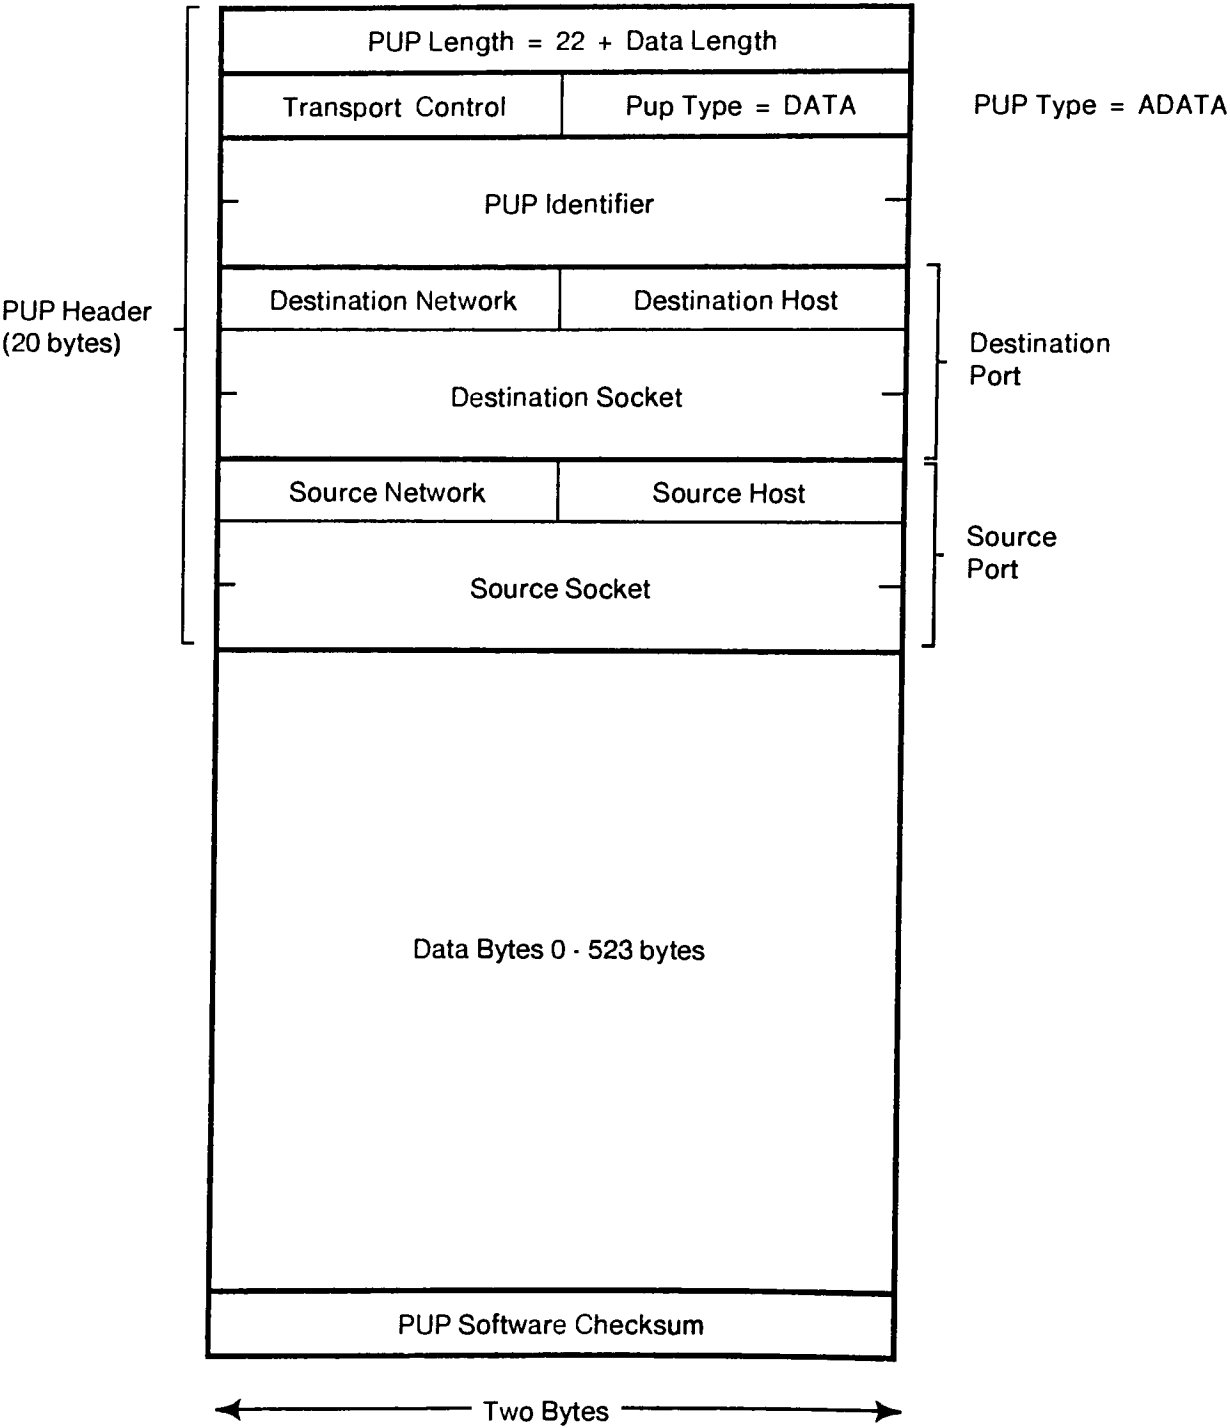 PUP Length = 22 + Data Length
Transport Control Pup Type = DATA PUP Type = ADATA
PUP Identifier
Destination Network Destination Host
PUP Header
(20 bytes)
Destination Socket
Destination
Port
Source Network Source Host
Source Socket
Source
Port
Data Bytes 0 - 523 bytes
PUP Software Checksum
Two Bytes